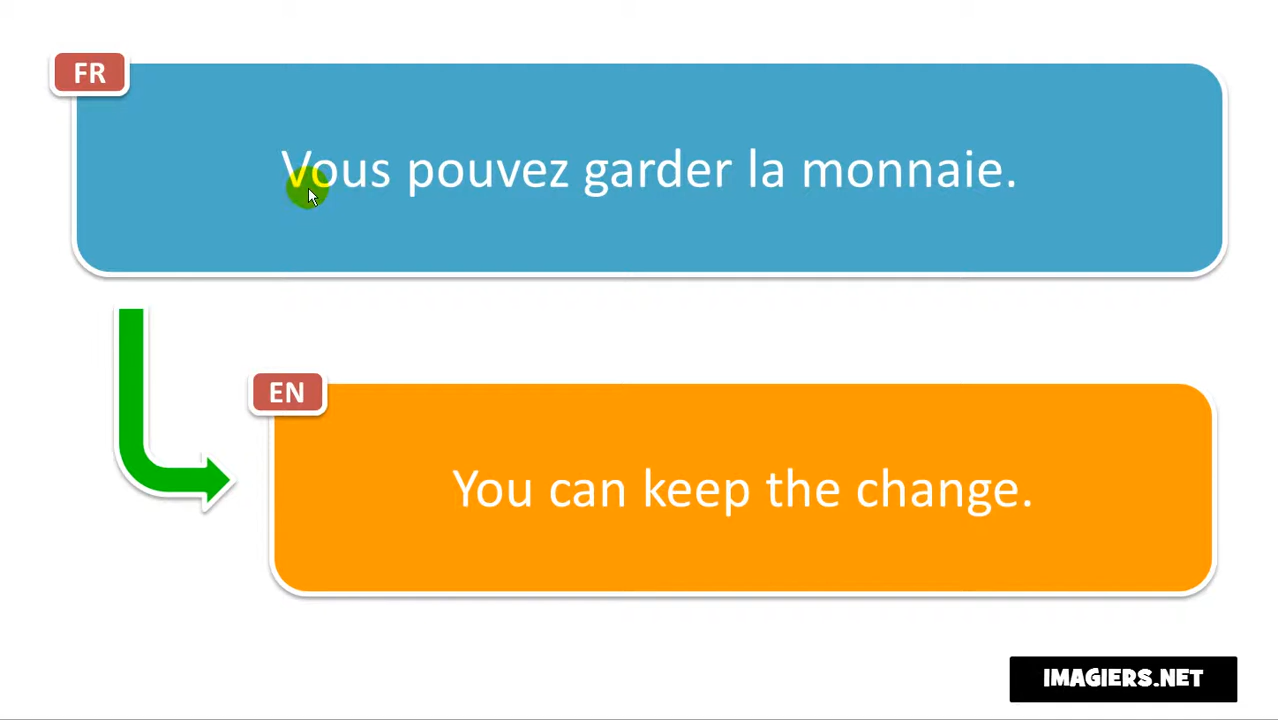 FR
Vous pouvez garder la monnaie.
EN
You can keep the change.
IMAGIERS.NET